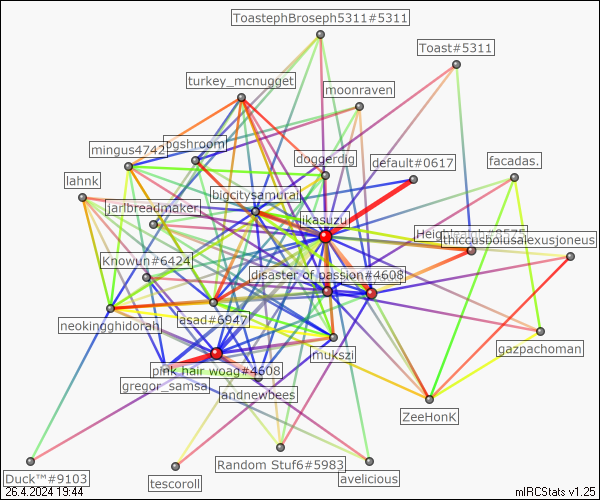 ToastephBroseph5311#5311
Toast#5311
turkey_mcnugget
moonraven
pgshroom
mingus4742
doggerdig
default#0617
facadas.
lahnk
bigcitysamurai
jarlbreadmaker
ikasuzu
thiccusbolusalexusjoneus
Knowun#6424
disaster of passion#4608
neokingghidorah
asad#6947
mukszi
gazpachoman
pink hair woag#4608
gregor_samsa
andnewbees
ZeeHonK
Random Stuf6#5983
Duck™#9103
tescoroll
avelicious
26.4.2024 19:44
mIRCStats v1.25